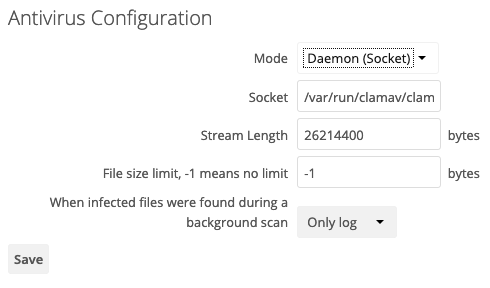 Antivirus Configuration
Mode Daemon (Socket)
Socket /var/run/clamav/clam
Stream Length 26214400 bytes
File size limit, -1 means no limit -1 bytes
When infected files were found during a
background scan Only log
Save